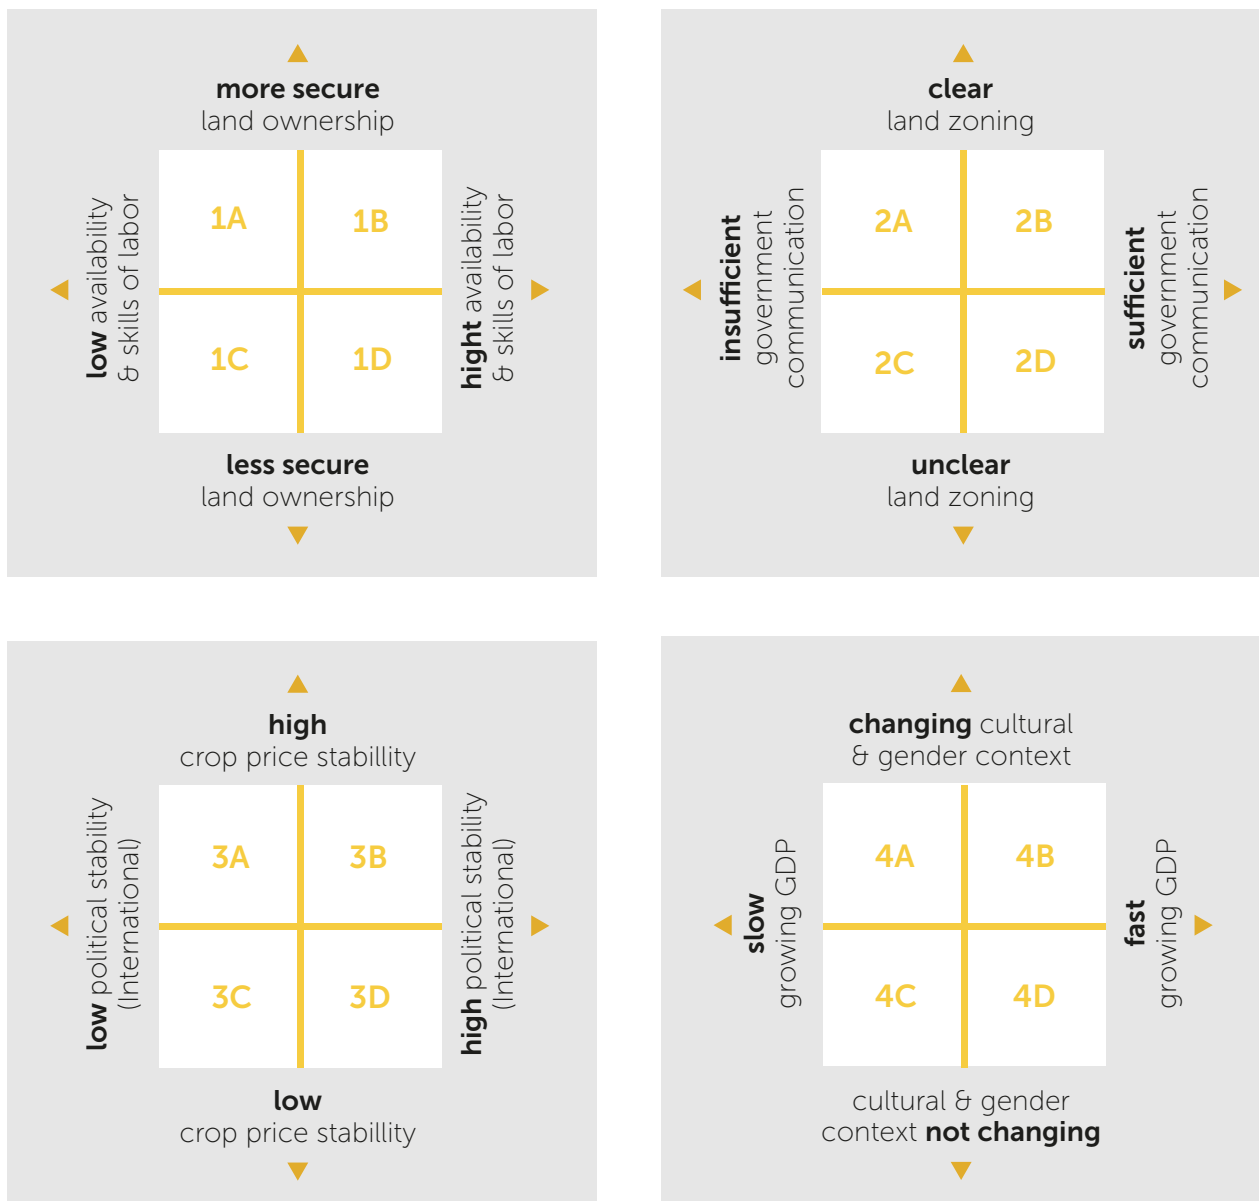 more secure
land ownership
low availability
& skills of labor
1A
1B
1C
1D
hight availability
& skills of labor
less secure
land ownership
clear
land zoning
insufficient
government
communication
2A
2B
2C
2D
sufficient
government
communication
unclear
land zoning
high
crop price stabillity
low political stability
(International)
3A
3B
3C
3D
high political stability
(International)
low
crop price stabillity
changing cultural
& gender context
slow
growing GDP
4A
4B
4C
4D
fast
growing GDP
cultural & gender
context not changing